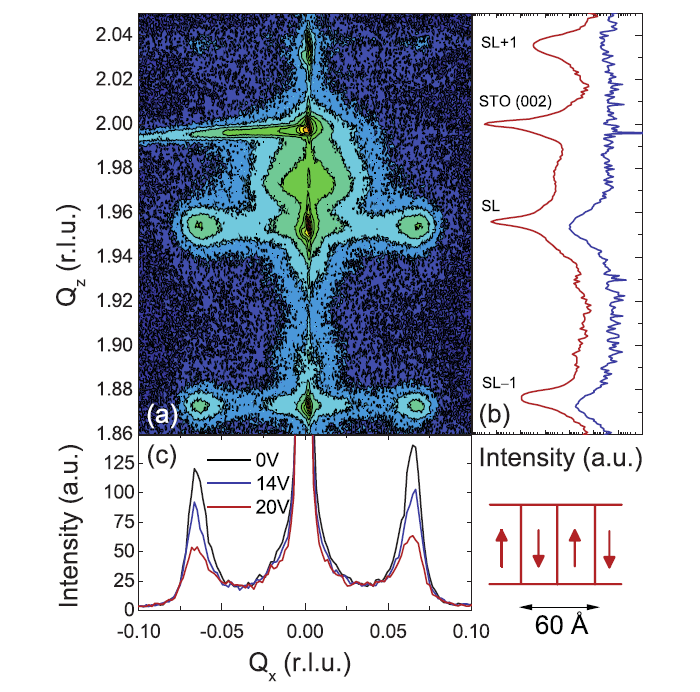 2.04
2.02
2.00
1.98
1.96
1.94
1.92
1.90
1.88
1.86
Qz (r.l.u.)
(a)
SL+1
STO (002)
SL
SL−1
(b)
Intensity (a.u.)
(c)
0V
14V
20V
125
100
75
50
25
0
Intensity (a.u.)
-0.10
-0.05
0.00
0.05
0.10
Qx (r.l.u.)
60 Å